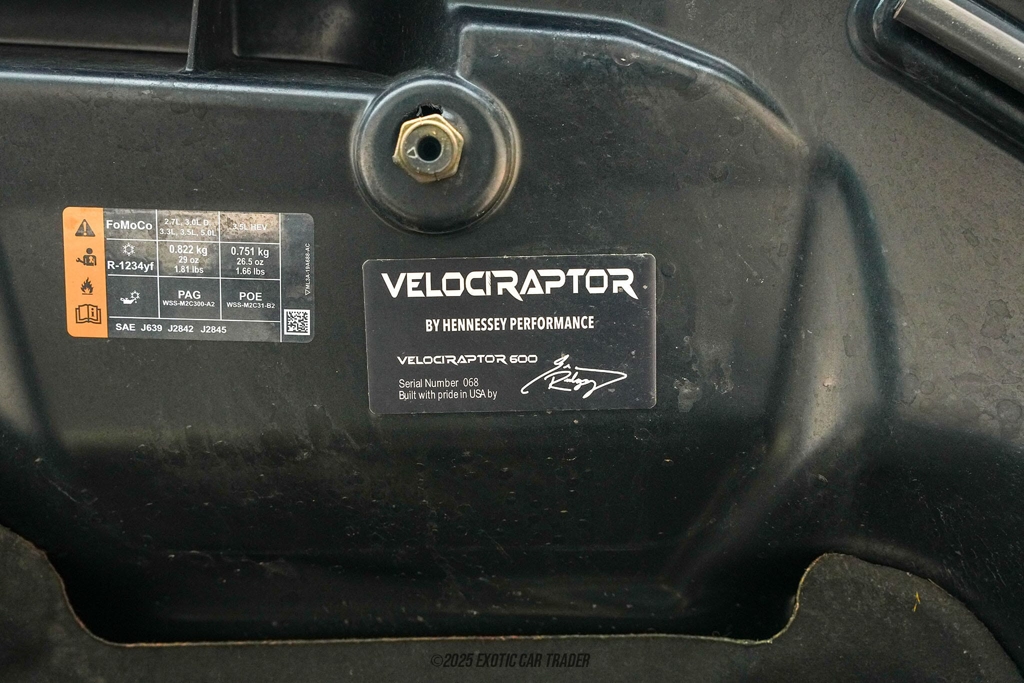 FoMoCo 2.7L, 3.0L D, 3.3L, 3.5L, 5.0L 3.5L HEV
R-1234yf 0.822 kg 29 oz 1.81 lbs 0.751 kg 26.5 oz 1.66 lbs
PAG WSS-M2C300-A2 POE WSS-M2C31-B2
SAE J639 J2842 J2845
VELOCIRAPTOR
BY HENNESSEY PERFORMANCE
VELOCIRAPTOR 600
Serial Number 068
Built with pride in USA by
©2025 EXOTIC CAR TRADER